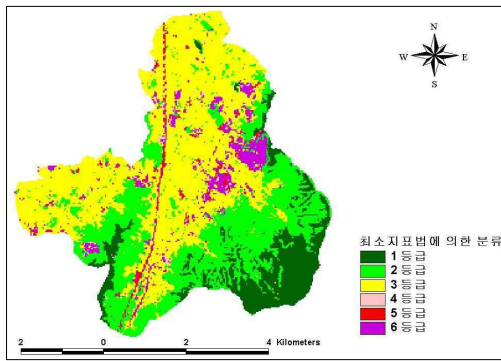 N
W E
S
최소지표법에 의한 분류
1 등급
2 등급
3 등급
4 등급
5 등급
6 등급
2 0 2 4 Kilometers